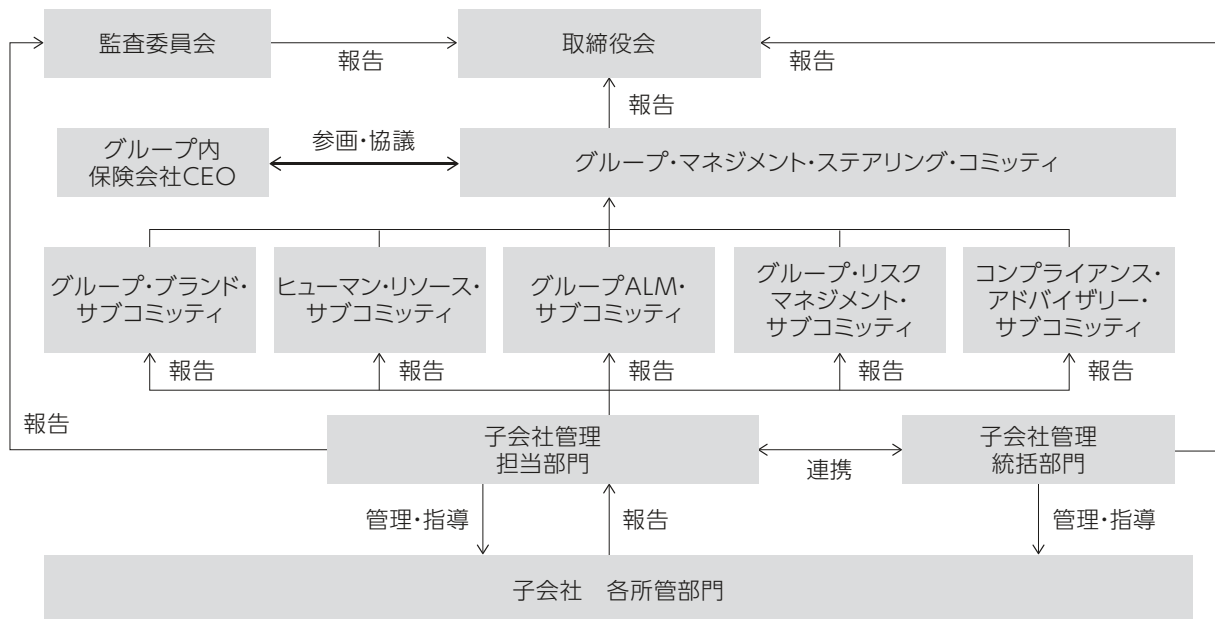 監査委員会
報告
取締役会
報告
報告
グループ内
保険会社CEO
参画・協議
グループ・マネジメント・ステアリング・コミッティ
グループ・ブランド・
サブコミッティ
ヒューマン・リソース・
サブコミッティ
グループALM・
サブコミッティ
グループ・リスク
マネジメント・
サブコミッティ
コンプライアンス・
アドバイザリー・
サブコミッティ
報告
報告
報告
報告
報告
報告
子会社管理
担当部門
連携
子会社管理
統括部門
管理・指導
報告
管理・指導
子会社　各所管部門